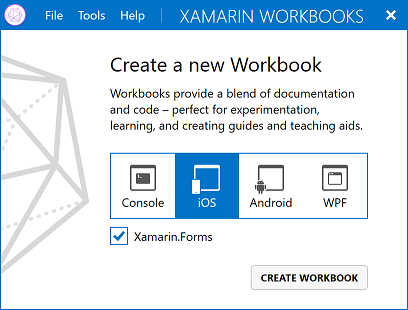 File Tools Help XAMARIN WORKBOOKS
Create a new Workbook
Workbooks provide a blend of documentation
and code – perfect for experimentation,
learning, and creating guides and teaching aids.
Console iOS Android WPF
Xamarin.Forms
CREATE WORKBOOK